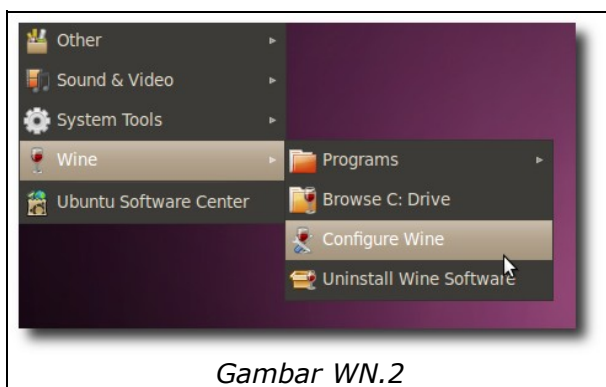 Other
Sound & Video
System Tools
Wine
Ubuntu Software Center
Programs
Browse C: Drive
Configure Wine
Uninstall Wine Software
Gambar WN.2